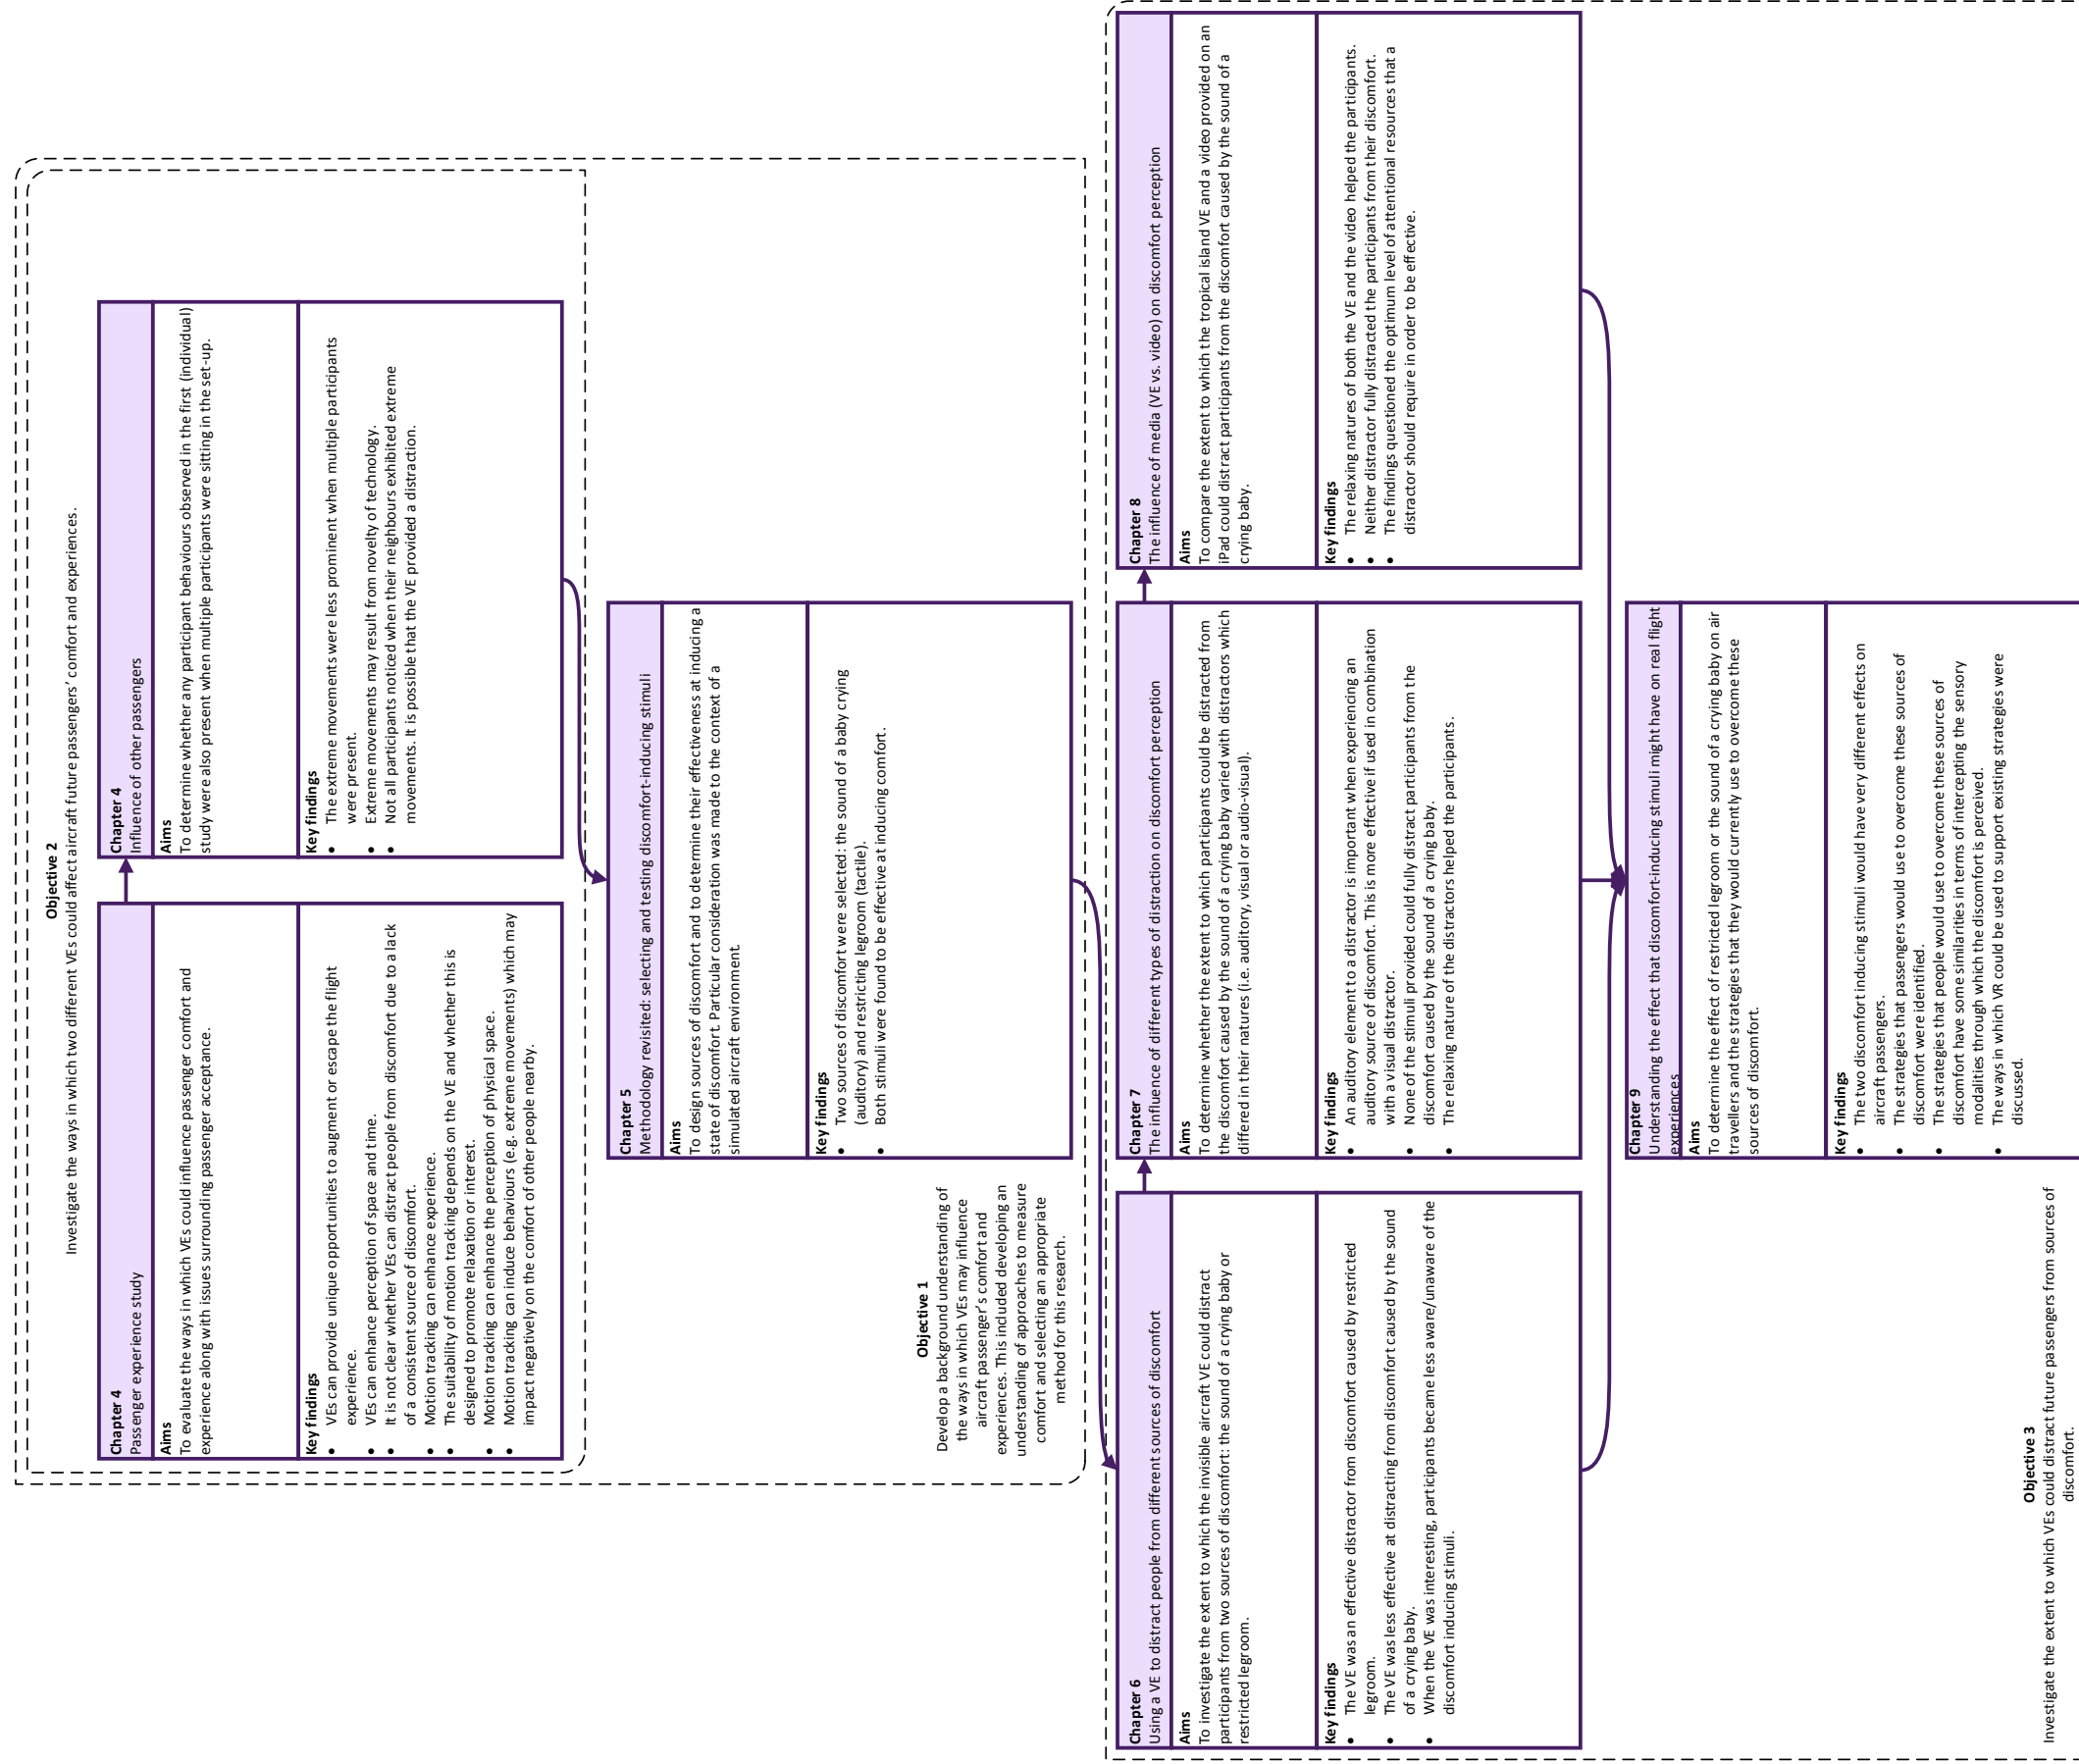 Objective 2
Investigate the ways in which two different VEs could affect aircraft future passengers’ comfort and experiences.
Chapter 4
Passenger experience study
Aims
To evaluate the ways in which VEs could influence passenger comfort and
experience along with issues surrounding passenger acceptance.
Key findings
• VEs can provide unique opportunities to augment or escape the flight
experience.
• VEs can enhance perception of space and time.
• It is not clear whether VEs can distract people from discomfort due to a lack
of a consistent source of discomfort.
• Motion tracking can enhance experience.
• The suitability of motion tracking depends on the VE and whether this is
designed to promote relaxation or interest.
• Motion tracking can enhance the perception of physical space.
• Motion tracking can induce behaviours (e.g. extreme movements) which may
impact negatively on the comfort of other people nearby.
Chapter 4
Influence of other passengers
Aims
To determine whether any participant behaviours observed in the first (individual)
study were also present when multiple participants were sitting in the set-up.
Key findings
• The extreme movements were less prominent when multiple participants
were present.
• Extreme movements may result from novelty of technology.
• Not all participants noticed when their neighbours exhibited extreme
movements. It is possible that the VE provided a distraction.
Chapter 5
Methodology revisited: selecting and testing discomfort-inducing stimuli
Aims
To design sources of discomfort and to determine their effectiveness at inducing a
state of discomfort. Particular consideration was made to the context of a
simulated aircraft environment.
Key findings
• Two sources of discomfort were selected: the sound of a baby crying
(auditory) and restricting legroom (tactile).
• Both stimuli were found to be effective at inducing comfort.
Objective 1
Develop a background understanding of
the ways in which VEs may influence
aircraft passenger’s comfort and
experiences. This included developing an
understanding of approaches to measure
comfort and selecting an appropriate
method for this research.
Chapter 6
Using a VE to distract people from different sources of discomfort
Aims
To investigate the extent to which the invisible aircraft VE could distract
participants from two sources of discomfort: the sound of a crying baby or
restricted legroom.
Key findings
• The VE was an effective distractor from discomfort caused by restricted
legroom.
• The VE was less effective at distracting from discomfort caused by the sound
of a crying baby.
• When the VE was interesting, participants became less aware/unaware of the
discomfort inducing stimuli.
Chapter 7
The influence of different types of distraction on discomfort perception
Aims
To determine whether the extent to which participants could be distracted from
the discomfort caused by the sound of a crying baby varied with distractors which
differed in their natures (i.e. auditory, visual or audio-visual).
Key findings
• An auditory element to a distractor is important when experiencing an
auditory source of discomfort. This is more effective if used in combination
with a visual distractor.
• None of the stimuli provided could fully distract participants from the
discomfort caused by the sound of a crying baby.
• The relaxing nature of the distractors helped the participants.
Chapter 8
The influence of media (VE vs. video) on discomfort perception
Aims
To compare the extent to which the tropical island VE and a video provided on an
iPad could distract participants from the discomfort caused by the sound of a
crying baby.
Key findings
• The relaxing natures of both the VE and the video helped the participants.
• Neither distractor fully distracted the participants from their discomfort.
• The findings questioned the optimum level of attentional resources that a
distractor should require in order to be effective.
Chapter 9
Understanding the effect that discomfort-inducing stimuli might have on real flight
experiences
Aims
To determine the effect of restricted legroom or the sound of a crying baby on air
travellers and the strategies that they would currently use to overcome these
sources of discomfort.
Key findings
• The two discomfort inducing stimuli would have very different effects on
aircraft passengers.
• The strategies that passengers would use to overcome these sources of
discomfort were identified.
• The strategies that people would use to overcome these sources of
discomfort have some similarities in terms of intercepting the sensory
modalities through which the discomfort is perceived.
• The ways in which VR could be used to support existing strategies were
discussed.
Objective 3
Investigate the extent to which VEs could distract future passengers from sources of
discomfort.